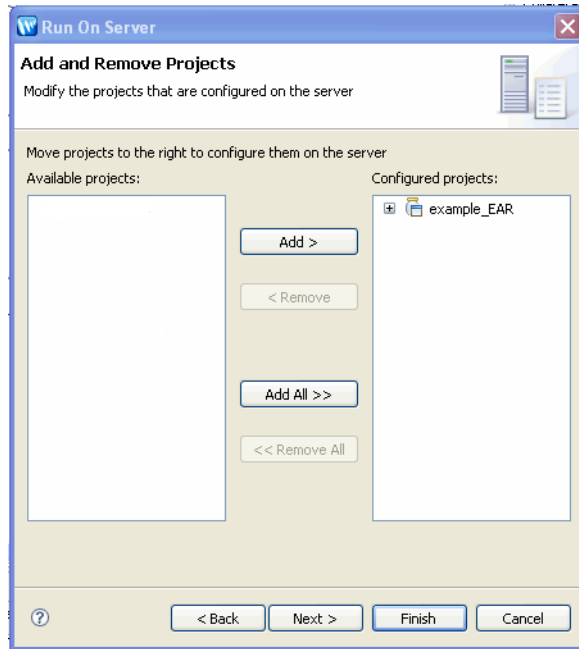 Run On Server
Add and Remove Projects
Modify the projects that are configured on the server
Move projects to the right to configure them on the server
Available projects:
Configured projects:
example_EAR
Add >
< Remove
Add All >>
<< Remove All
< Back
Next >
Finish
Cancel